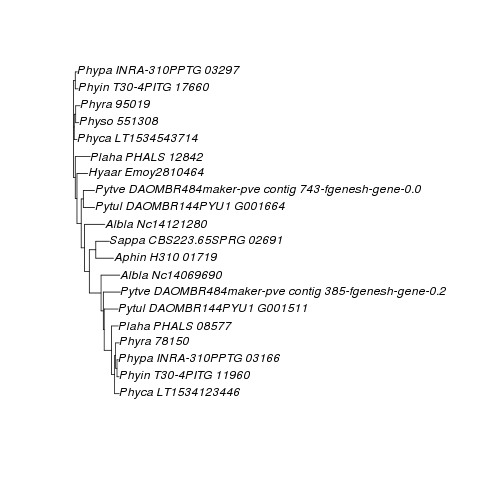 Phypa INRA-310PPTG 03297
Phyin T30-4PITG 17660
Phyra 95019
Physo 551308
Phyca LT1534543714
Plaha PHALS 12842
Hyaar Emoy2810464
Pytve DAOMBR484maker-pve contig 743-fgenesh-gene-0.0
Pytul DAOMBR144PYU1 G001664
Albla Nc14121280
Sappa CBS223.65SPRG 02691
Aphin H310 01719
Albla Nc14069690
Pytve DAOMBR484maker-pve contig 385-fgenesh-gene-0.2
Pytul DAOMBR144PYU1 G001511
Plaha PHALS 08577
Phyra 78150
Phypa INRA-310PPTG 03166
Phyin T30-4PITG 11960
Phyca LT1534123446